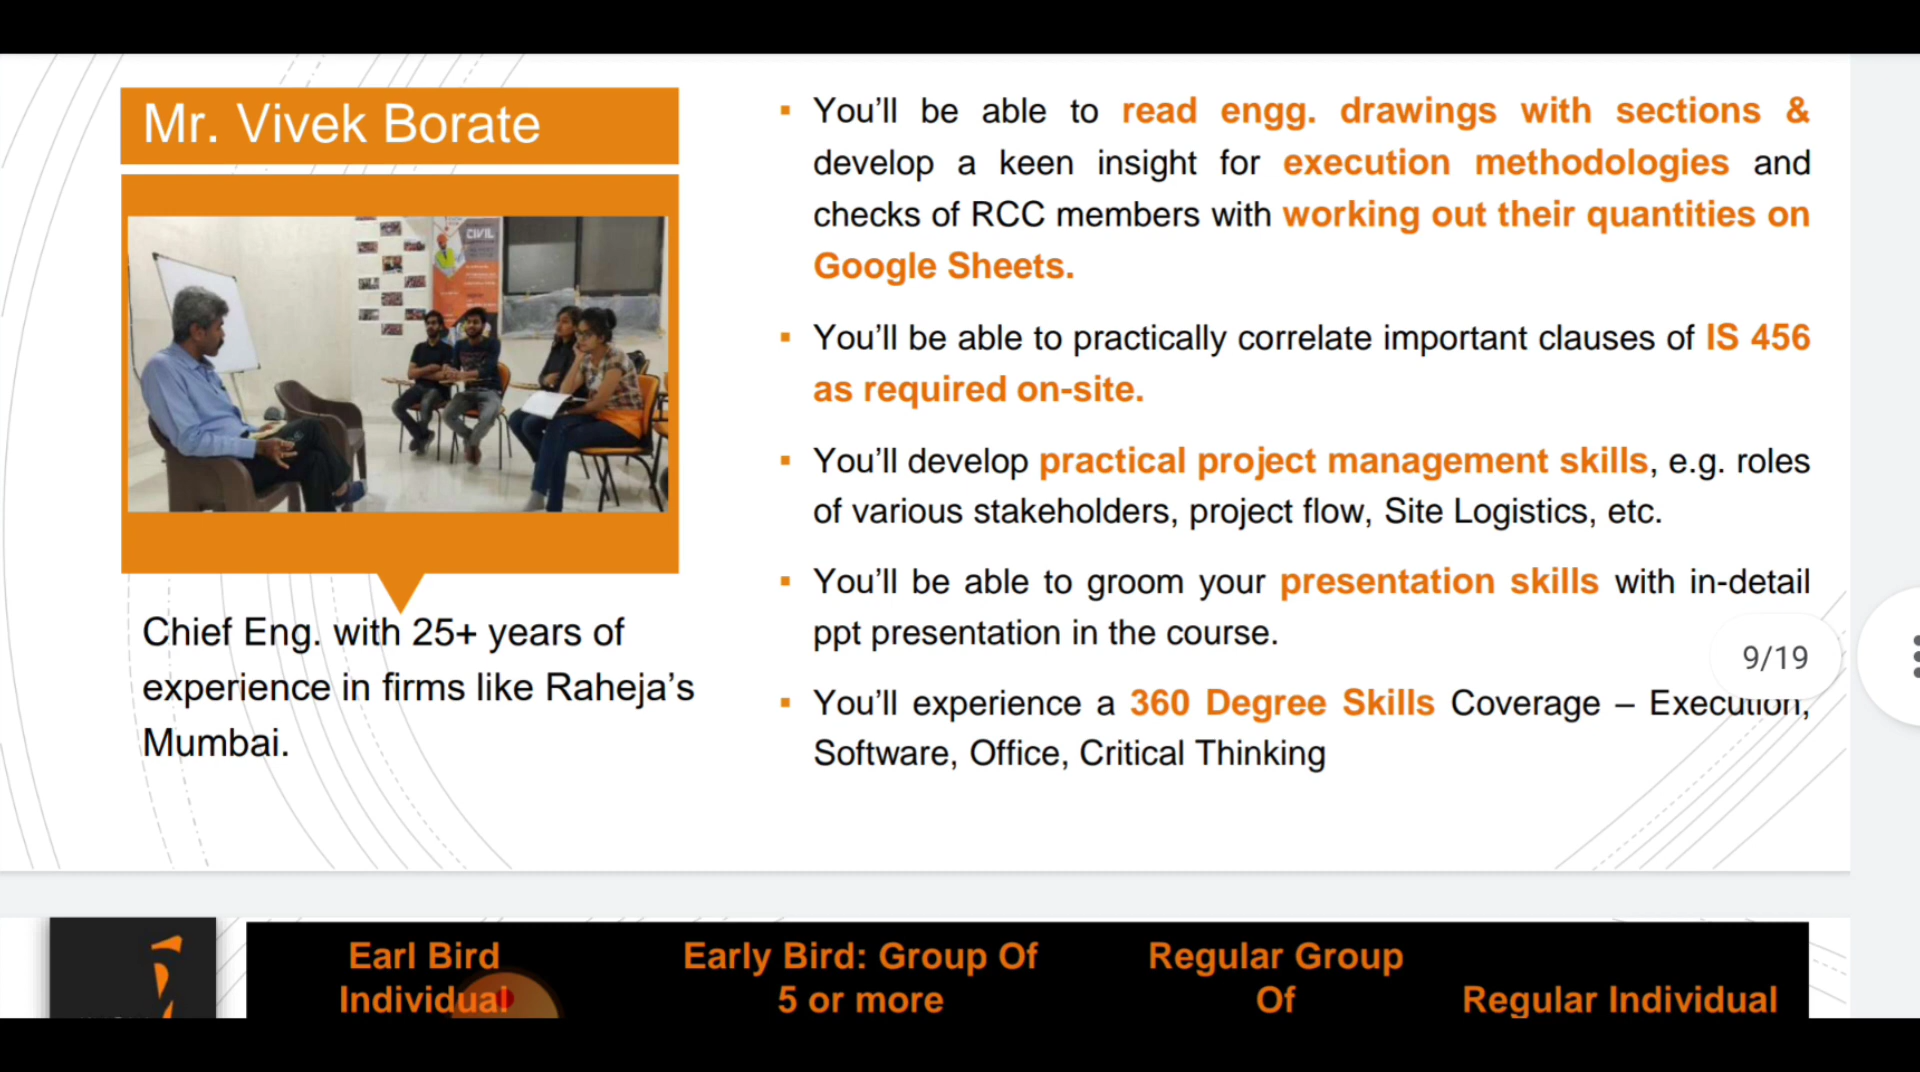 Mr. Vivek Borate
CIVIL
Chief Eng. with 25+ years of
experience in firms like Raheja's
Mumbai.
▪ You'll be able to read engg. drawings with sections &
develop a keen insight for execution methodologies and
checks of RCC members with working out their quantities on
Google Sheets.
▪ You'll be able to practically correlate important clauses of IS 456
as required on-site.
▪ You'll develop practical project management skills, e.g. roles
of various stakeholders, project flow, Site Logistics, etc.
▪ You'll be able to groom your presentation skills with in-detail
ppt presentation in the course.
9/19
▪ You'll experience a 360 Degree Skills Coverage – Execution,
Software, Office, Critical Thinking
Earl Bird
Individual
Early Bird: Group Of
5 or more
Regular Group
Of
Regular Individual